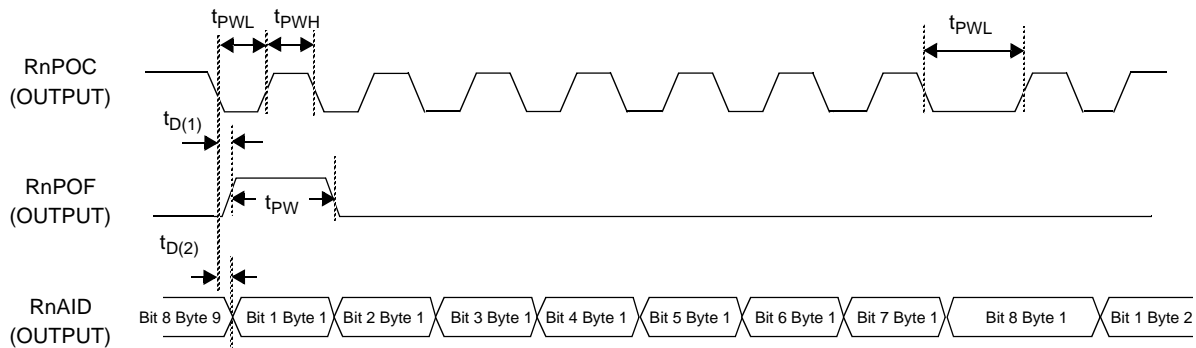 tPWL tPWH tPWL
RnPOC
(OUTPUT)
tD(1)
RnPOF
(OUTPUT)
tPW
tD(2)
RnAID
(OUTPUT)
Bit 8 Byte 9 Bit 1 Byte 1 Bit 2 Byte 1 Bit 3 Byte 1 Bit 4 Byte 1 Bit 5 Byte 1 Bit 6 Byte 1 Bit 7 Byte 1 Bit 8 Byte 1 Bit 1 Byte 2